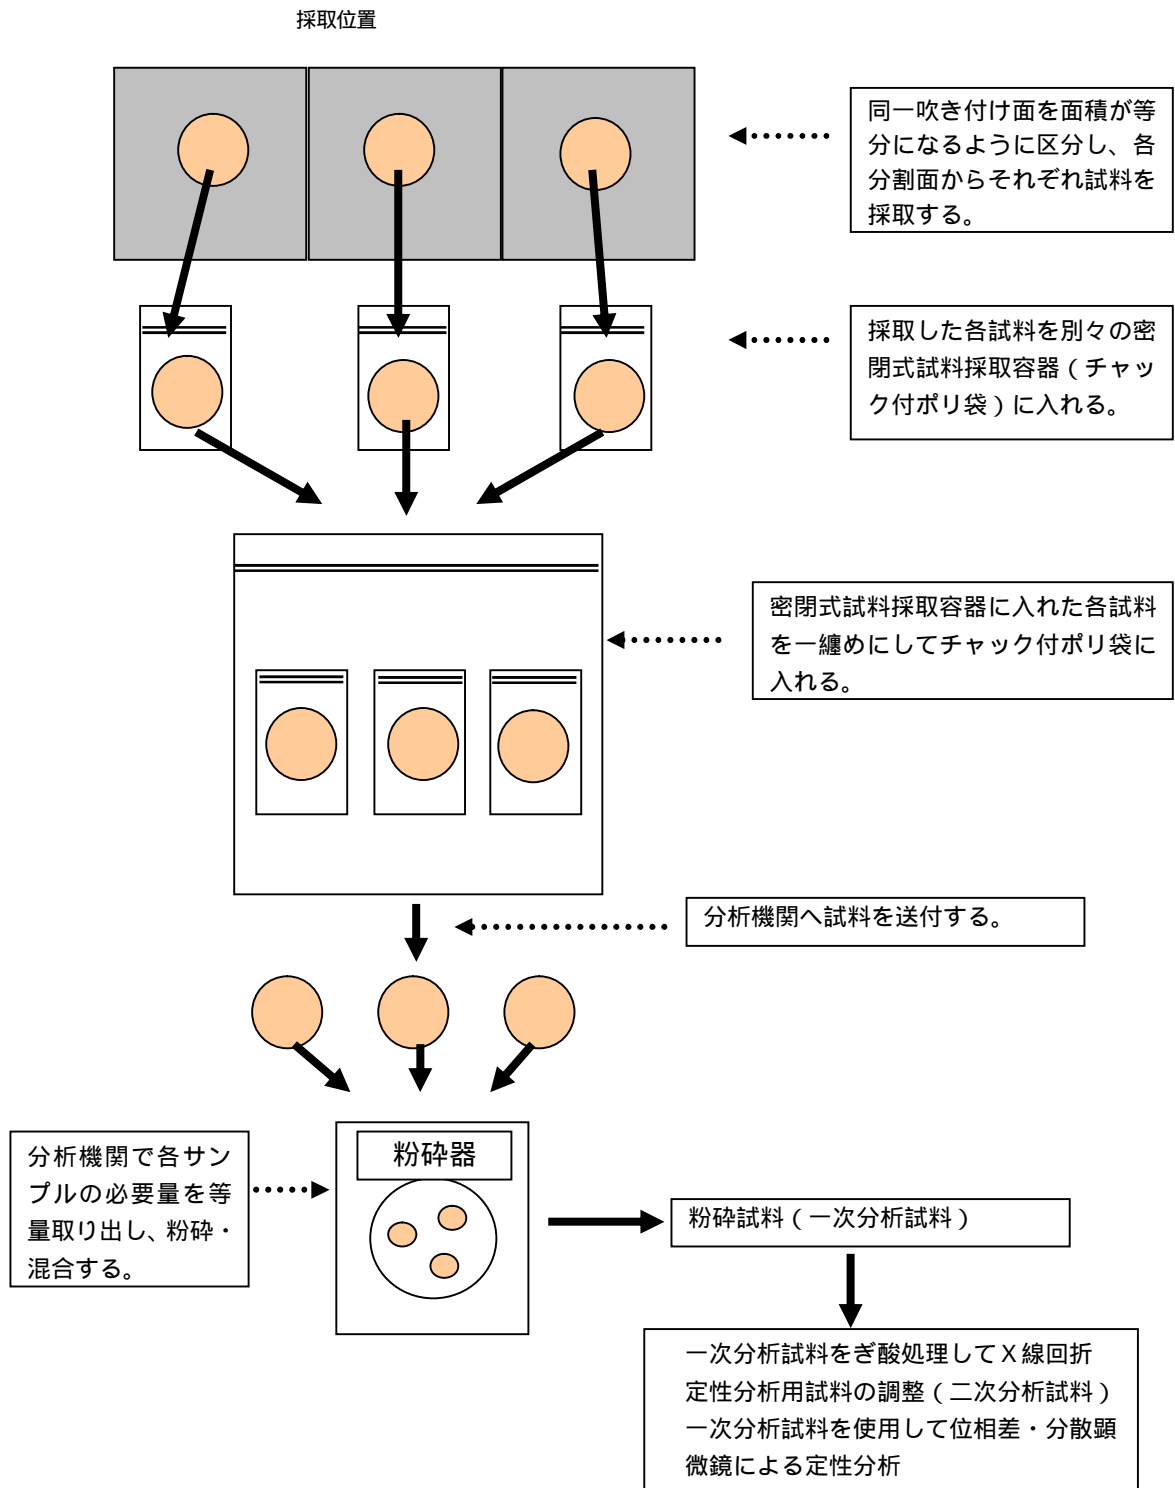 採取位置
同一吹き付け面を面積が等
分になるように区分し、各
分割面からそれぞれ試料を
採取する。
採取した各試料を別々の密
閉式試料採取容器（チャッ
ク付ポリ袋）に入れる。
密閉式試料採取容器に入れた各試料
を一纏めにしてチャック付ポリ袋に
入れる。
分析機関へ試料を送付する。
分析機関で各サン
プルの必要量を等
量取り出し、粉砕・
混合する。
粉砕器
粉砕試料（一次分析試料）
一次分析試料をぎ酸処理してＸ線回折
定性分析用試料の調整（二次分析試料）
一次分析試料を使用して位相差・分散顕
微鏡による定性分析